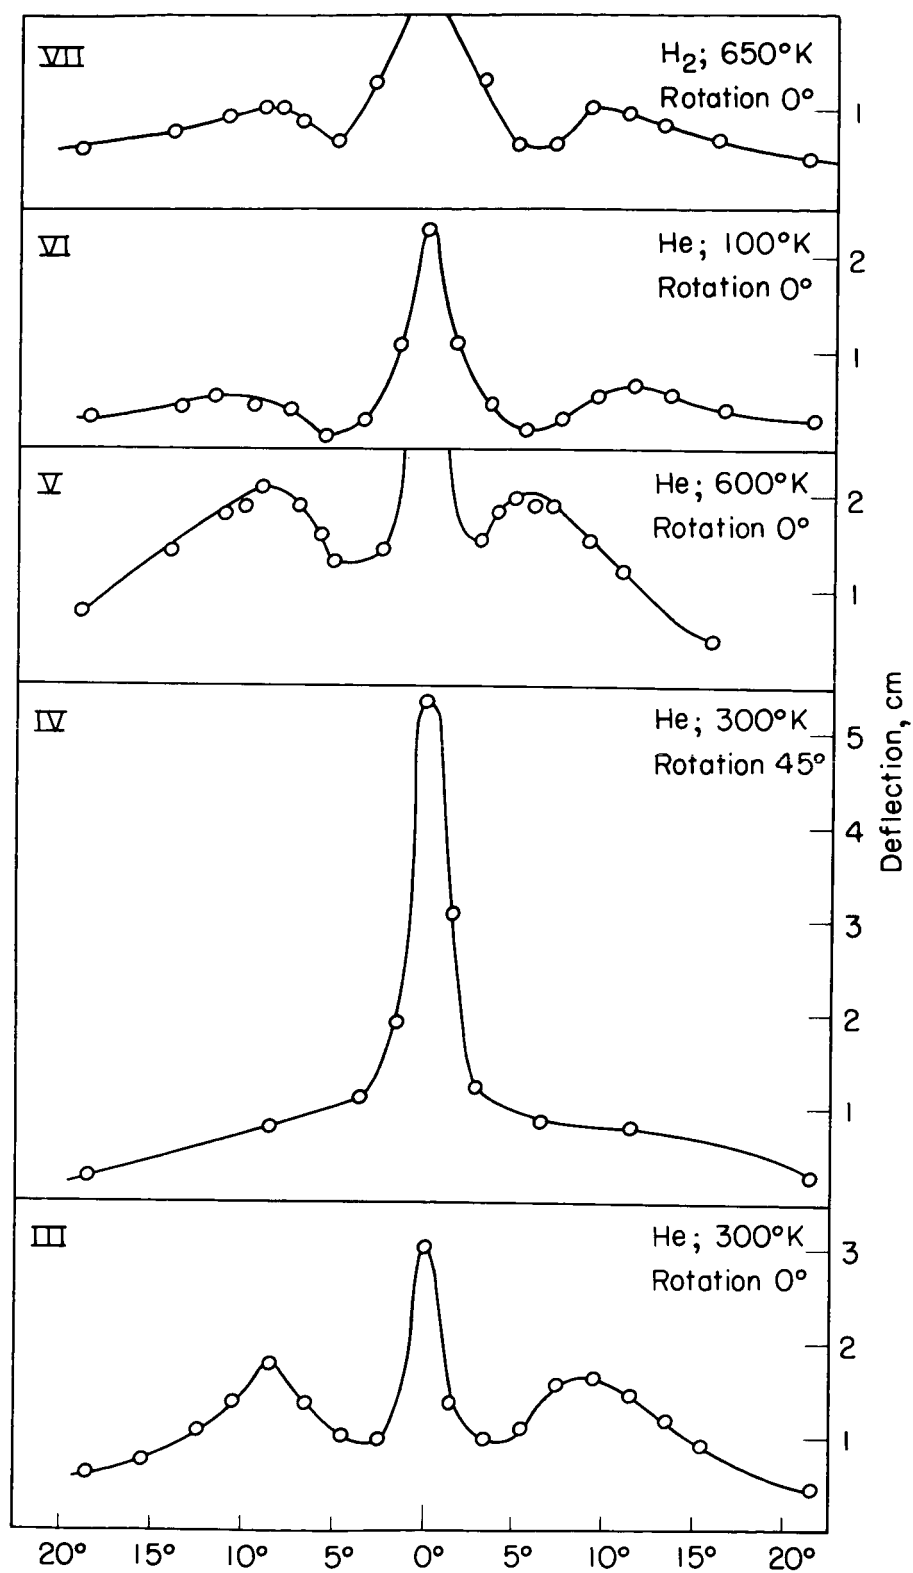 VII
H₂; 650°K
Rotation 0°
1
VI
He; 100°K
Rotation 0°
2
1
V
He; 600°K
Rotation 0°
2
1
IV
He; 300°K
Rotation 45°
5
4
3
2
1
Deflection, cm
III
He; 300°K
Rotation 0°
3
2
1
20° 15° 10° 5° 0° 5° 10° 15° 20°